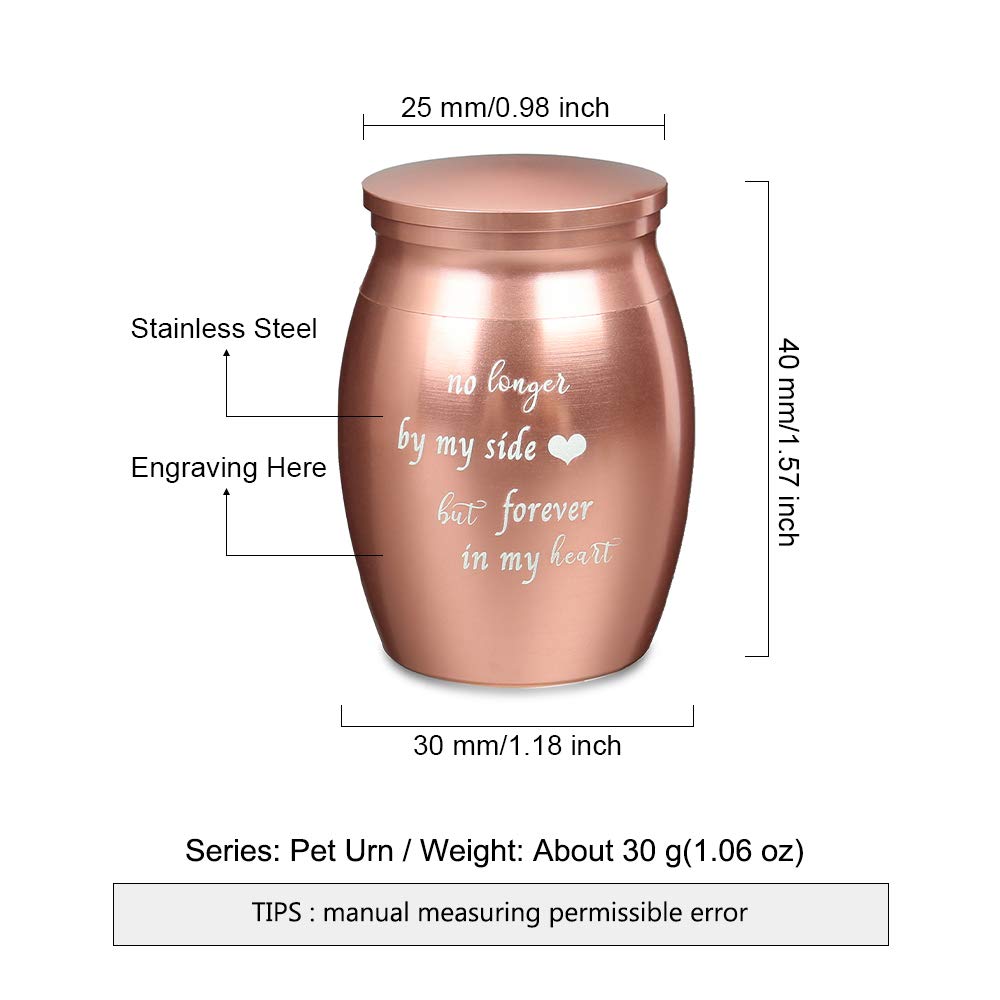 25 mm/0.98 inch
Stainless Steel
Engraving Here
no longer
by my side
but forever
in my heart
40 mm/1.57 inch
30 mm/1.18 inch
Series: Pet Urn / Weight: About 30 g(1.06 oz)
TIPS : manual measuring permissible error